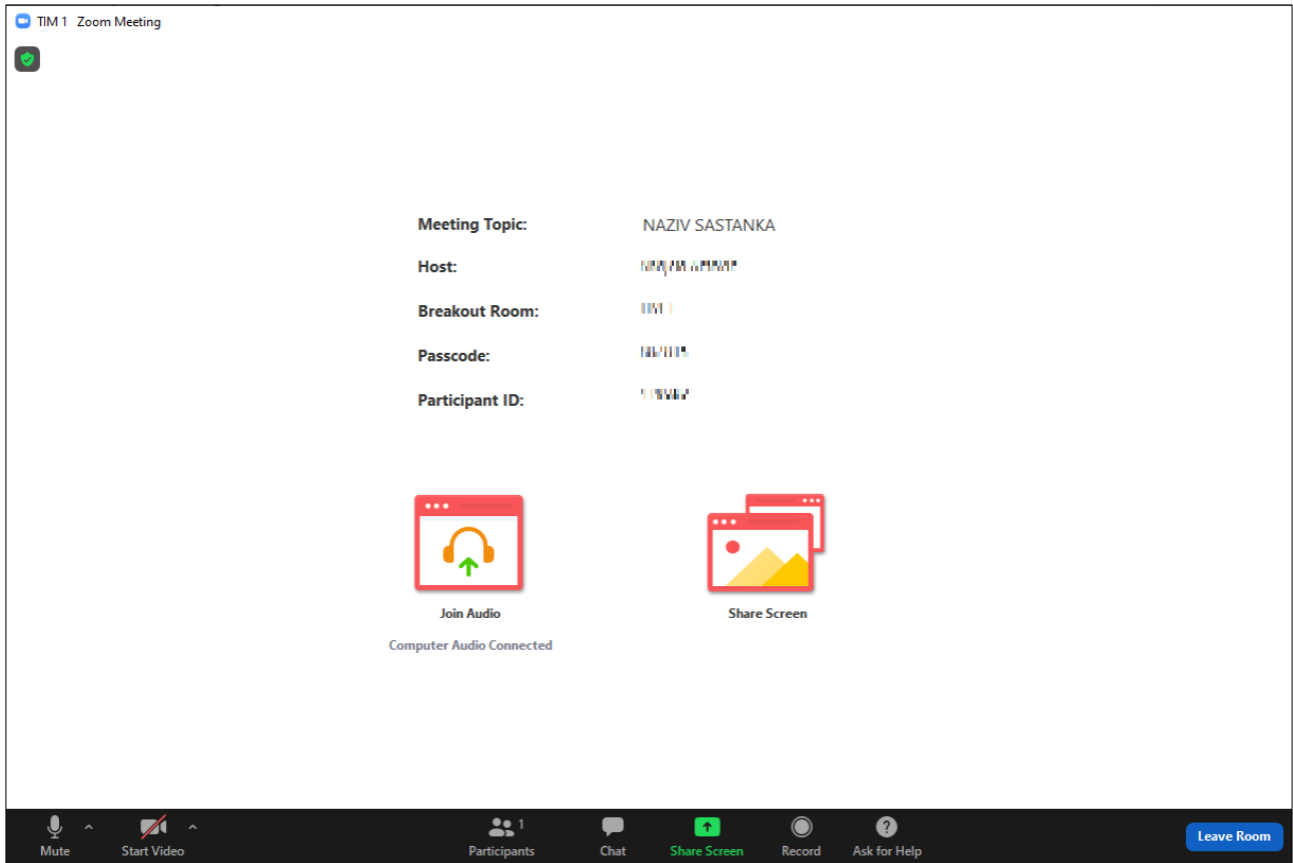 TIM 1 Zoom Meeting
Meeting Topic: NAZIV SASTANKA
Host:
Breakout Room:
Passcode:
Participant ID:
Join Audio
Share Screen
Computer Audio Connected
Mute
Start Video
Participants 1
Chat
Share Screen
Record
Ask for Help
Leave Room